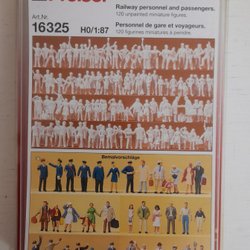 Railway personnel and passengers.
120 unpainted miniature figures.
Art.Nr.
16325 H0/1:87
Personnel de gare et voyageurs.
120 figurines miniatures à peindre.
Bemalvorschläge